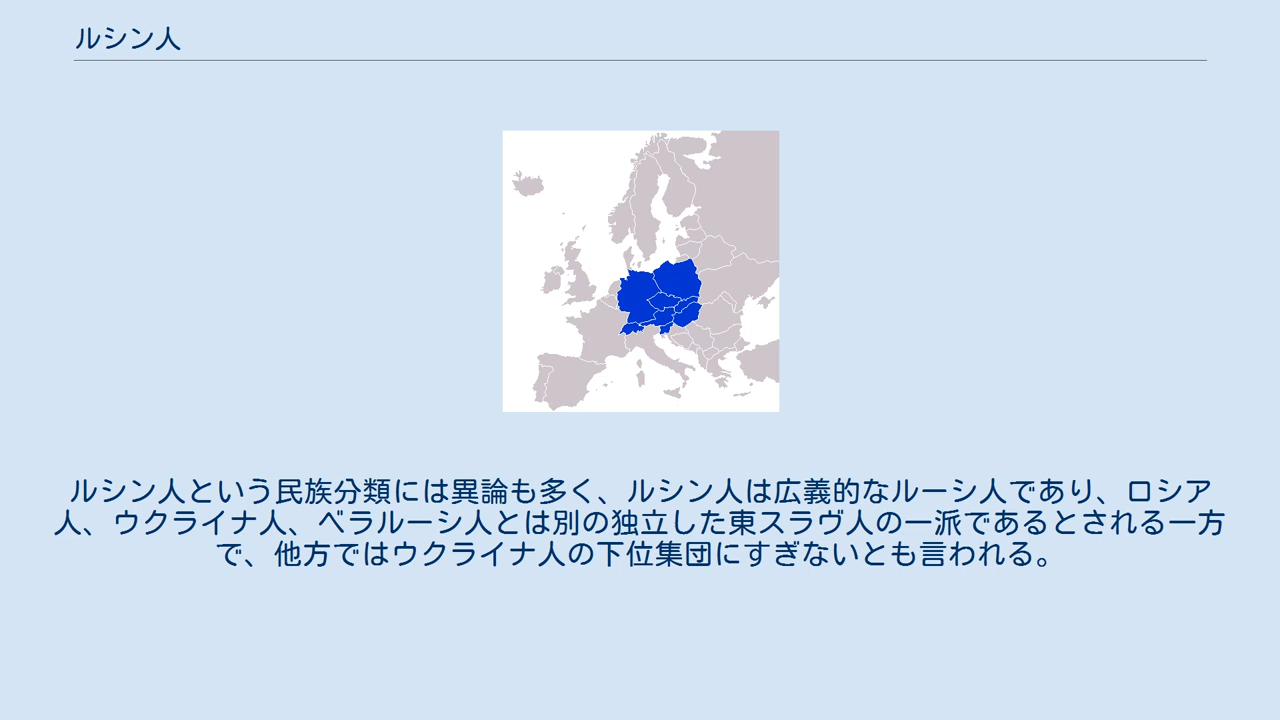 ルシン人
ルシン人という民族分類には異論も多く、ルシン人は広義的なルーシ人であり、ロシア
人、ウクライナ人、ベラルーシ人とは別の独立した東スラヴ人の一派であるとされる一方
で、他方ではウクライナ人の下位集団にすぎないとも言われる。